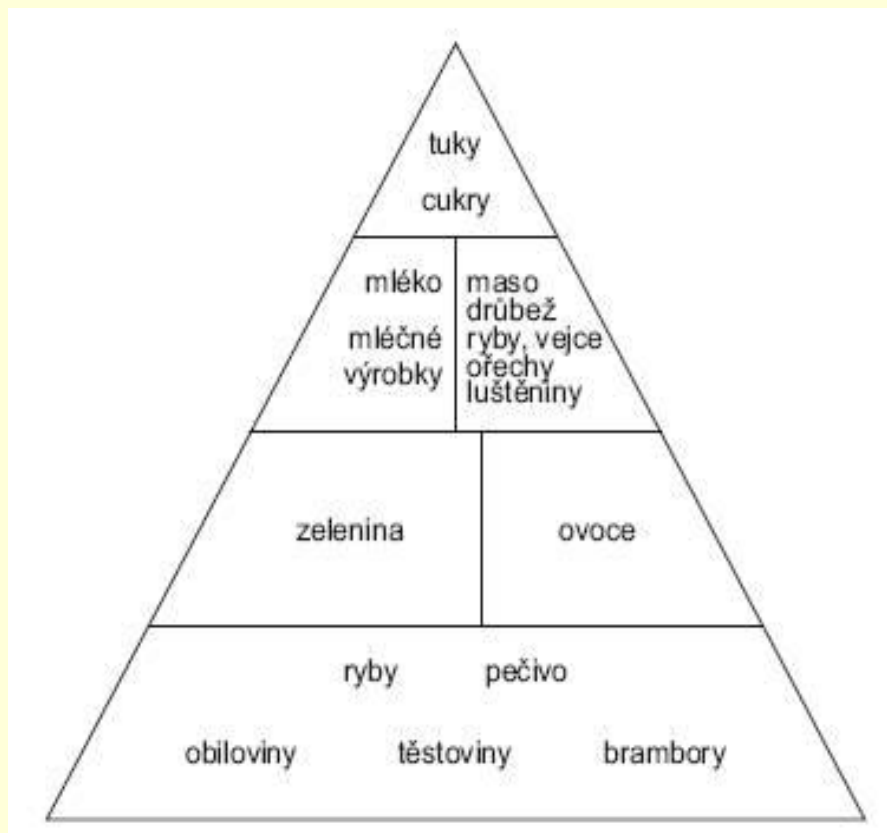 tuky
cukry
mléko
mléčné
výrobky
maso
drůbež
ryby, vejce
ořechy
luštěniny
zelenina
ovoce
ryby pečivo
obiloviny těstoviny brambory